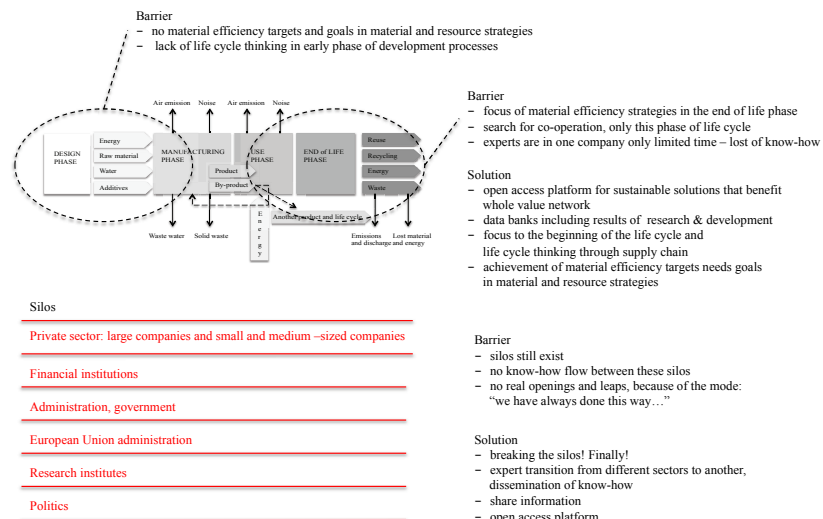 Barrier
– no material efficiency targets and goals in material and resource strategies
– lack of life cycle thinking in early phase of development processes
Air emission Noise Air emission Noise
DESIGN PHASE
Energy
Raw material
Water
Additives
MANUFACTURING PHASE
Product
By-product
USE PHASE
END of LIFE PHASE
Reuse
Recycling
Energy
Waste
Energy
Another product and life cycle
Waste water Solid waste
Emissions and discharge
Lost material and energy
Barrier
– focus of material efficiency strategies in the end of life phase
– search for co-operation, only this phase of life cycle
– experts are in one company only limited time – lost of know-how
Solution
– open access platform for sustainable solutions that benefit
whole value network
– data banks including results of research & development
– focus to the beginning of the life cycle and
life cycle thinking through supply chain
– achievement of material efficiency targets needs goals
in material and resource strategies
Silos
Private sector: large companies and small and medium –sized companies
Financial institutions
Administration, government
European Union administration
Research institutes
Politics
Barrier
– silos still exist
– no know-how flow between these silos
– no real openings and leaps, because of the mode:
“we have always done this way…”
Solution
– breaking the silos! Finally!
– expert transition from different sectors to another,
dissemination of know-how
– share information
– open access platform